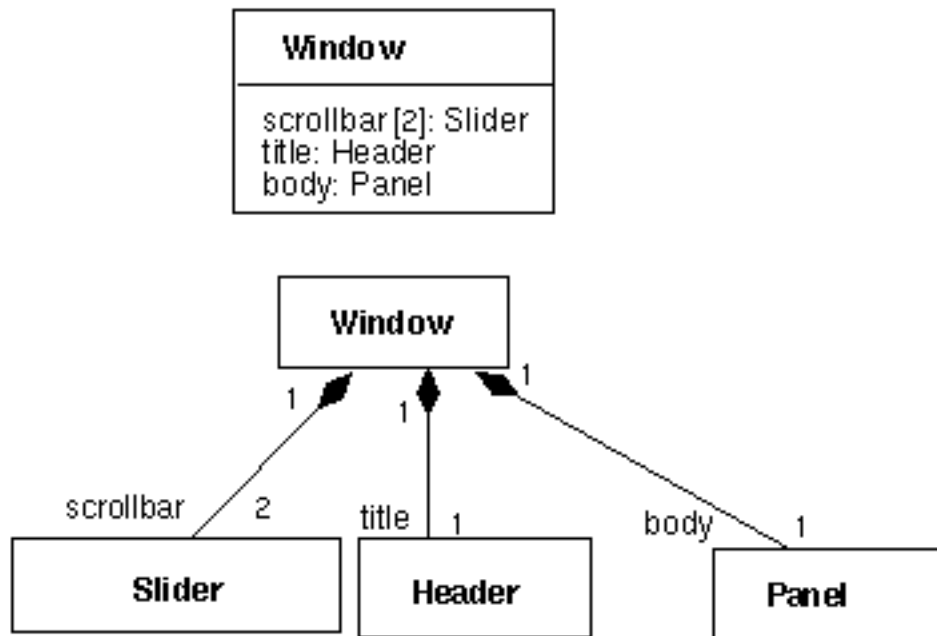 Window
scrollbar [2]: Slider
title: Header
body: Panel
Window
1
1
1
scrollbar
2
title
1
body
1
Slider
Header
Panel